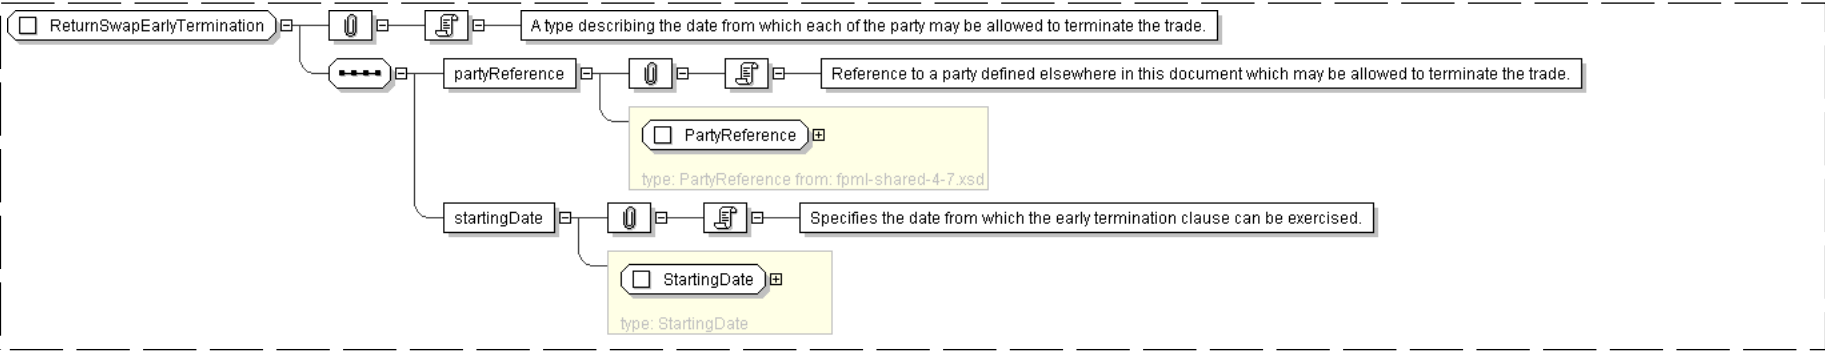 ReturnSwapEarlyTermination
A type describing the date from which each of the party may be allowed to terminate the trade.
partyReference
Reference to a party defined elsewhere in this document which may be allowed to terminate the trade.
PartyReference
type: PartyReference from: fpml-shared-4-7.xsd
startingDate
Specifies the date from which the early termination clause can be exercised.
StartingDate
type: StartingDate